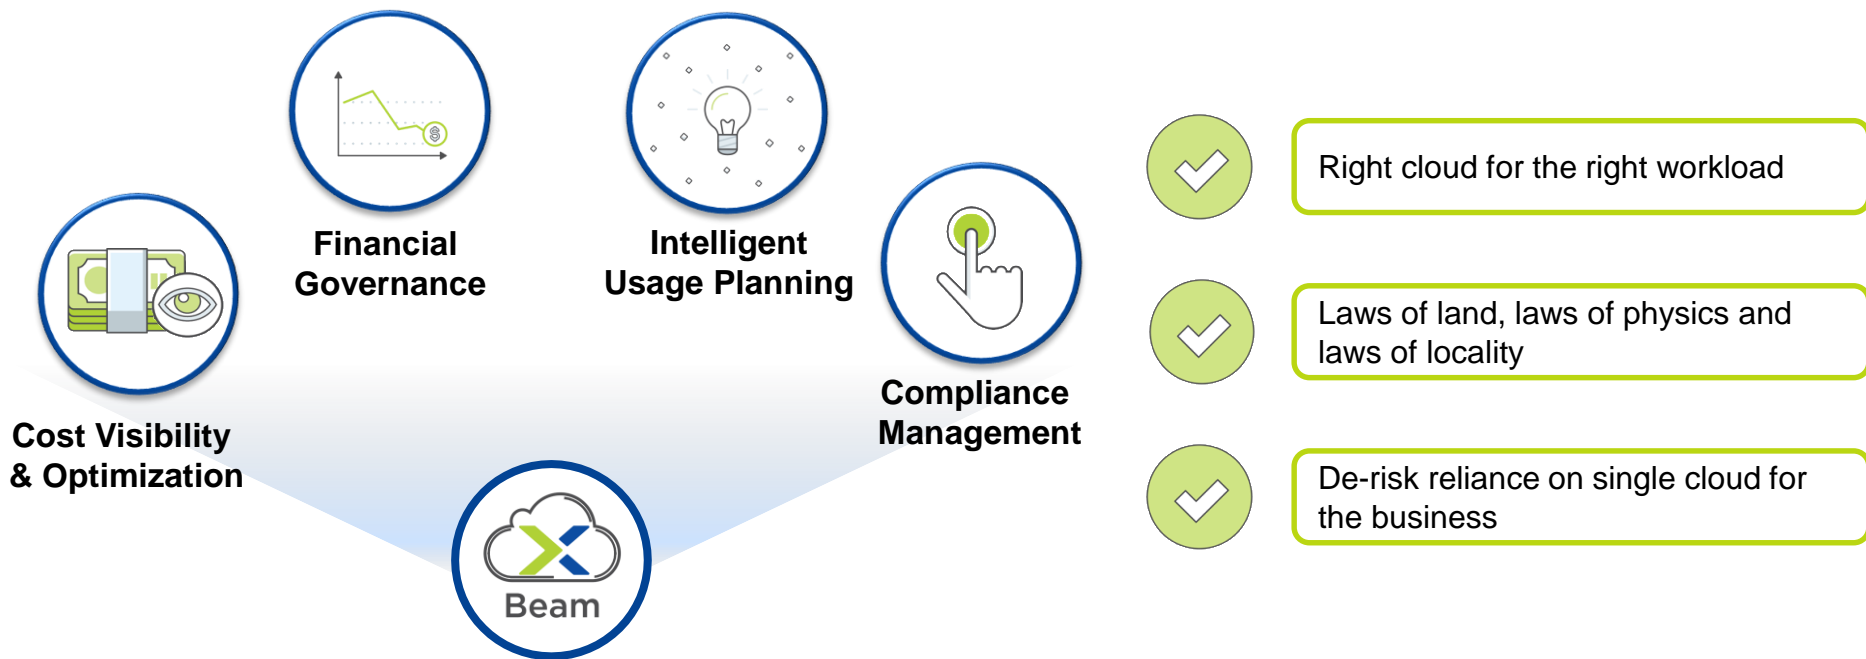 Financial
Governance
Intelligent
Usage Planning
Cost Visibility
& Optimization
Compliance
Management
Beam
Right cloud for the right workload
Laws of land, laws of physics and
laws of locality
De-risk reliance on single cloud for
the business